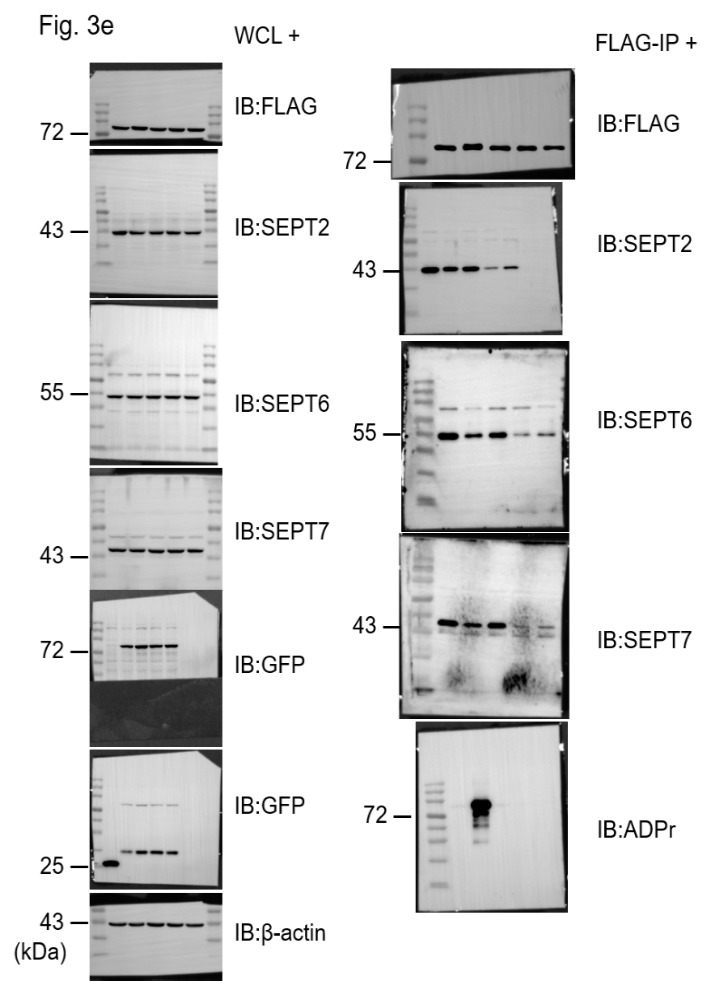 Fig. 3e
WCL +
IB:FLAG
72
IB:SEPT2
43
IB:SEPT6
55
IB:SEPT7
43
72
IB:GFP
IB:GFP
25
43
IB:β-actin
(kDa)
FLAG-IP +
IB:FLAG
72
IB:SEPT2
43
IB:SEPT6
55
43
IB:SEPT7
72
IB:ADPr